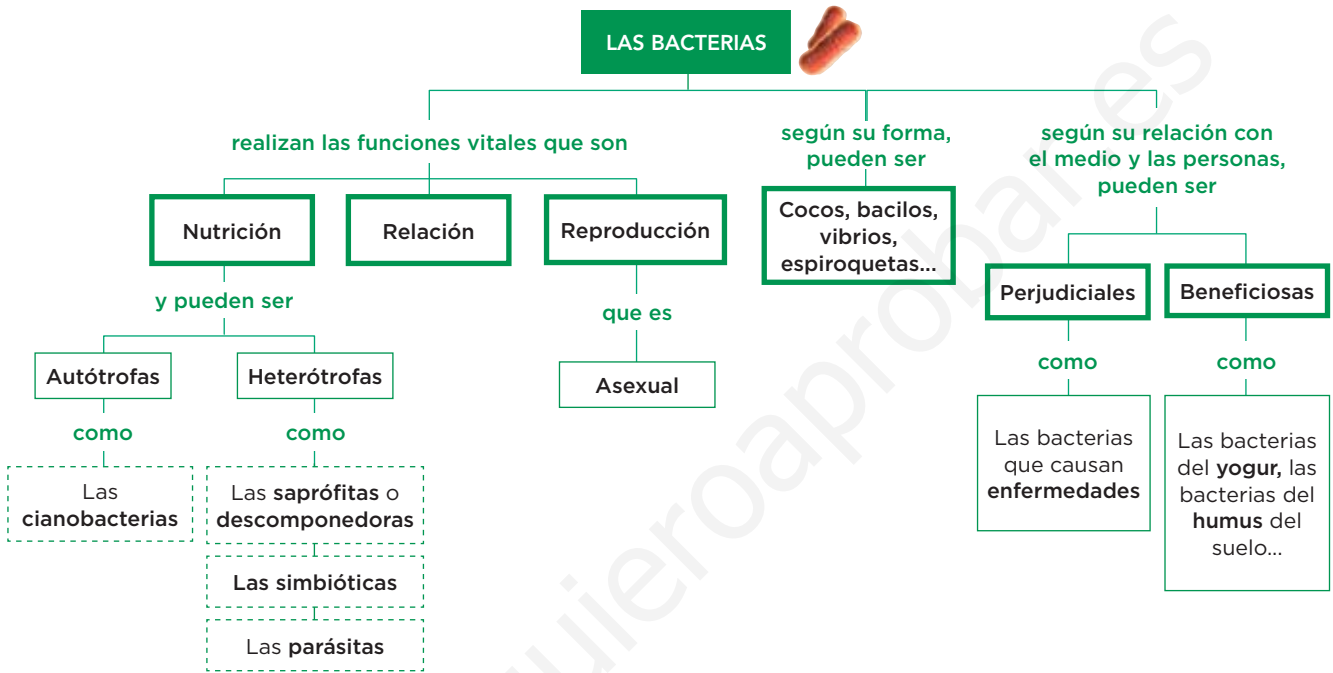 LAS BACTERIAS
realizan las funciones vitales que son
Nutrición
Relación
Reproducción
y pueden ser
que es
Autótrofas
Heterótrofas
Asexual
como
como
Las
cianobacterias
Las saprófitas o
descomponedoras
Las simbióticas
Las parásitas
según su forma,
pueden ser
Cocos, bacilos,
vibrios,
espiroquetas...
según su relación con
el medio y las personas,
pueden ser
Perjudiciales
Beneficiosas
como
como
Las bacterias
que causan
enfermedades
Las bacterias
del yogur, las
bacterias del
humus del
suelo...
uieroaprobar.es